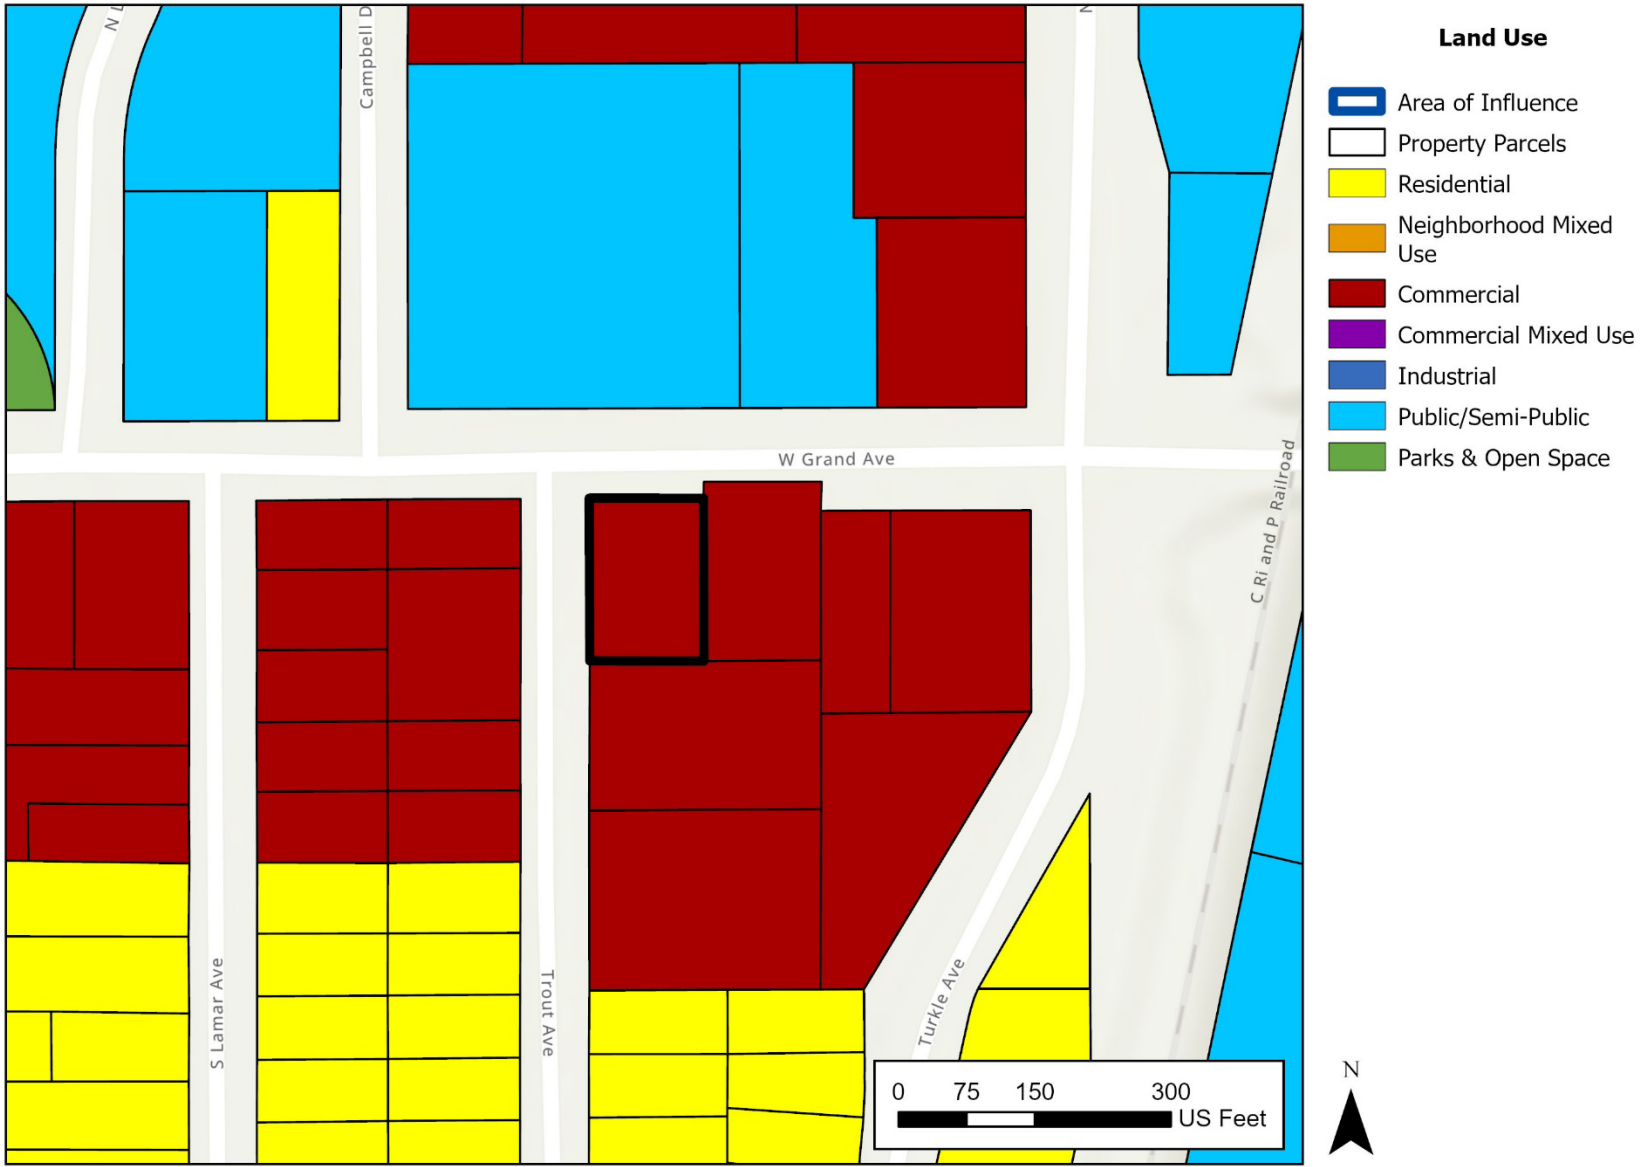 N L
Campbell D
N
W Grand Ave
C Ri and P Railroad
S Lamar Ave
Trout Ave
Turkle Ave
0 75 150 300
US Feet
Land Use
Area of Influence
Property Parcels
Residential
Neighborhood Mixed
Use
Commercial
Commercial Mixed Use
Industrial
Public/Semi-Public
Parks & Open Space
N